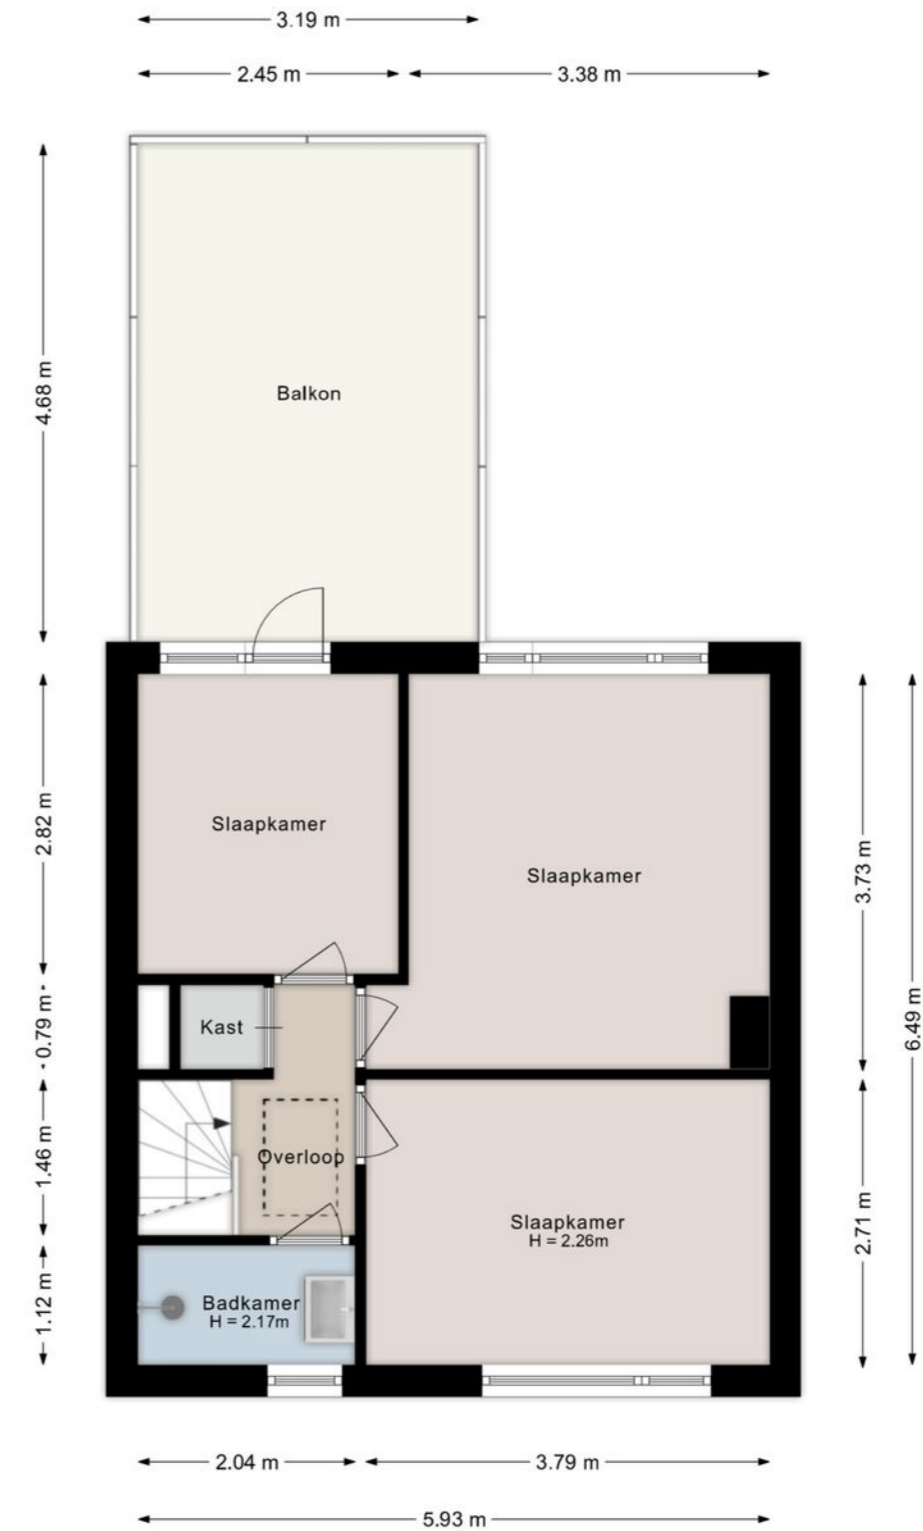 3.19 m
2.45 m
3.38 m
4.68 m
Balkon
2.82 m
Slaapkamer
Slaapkamer
3.73 m
0.79 m
Kast
6.49 m
1.46 m
Overloop
2.71 m
Slaapkamer
H = 2.26m
1.12 m
Badkamer
H = 2.17m
2.04 m
3.79 m
5.93 m